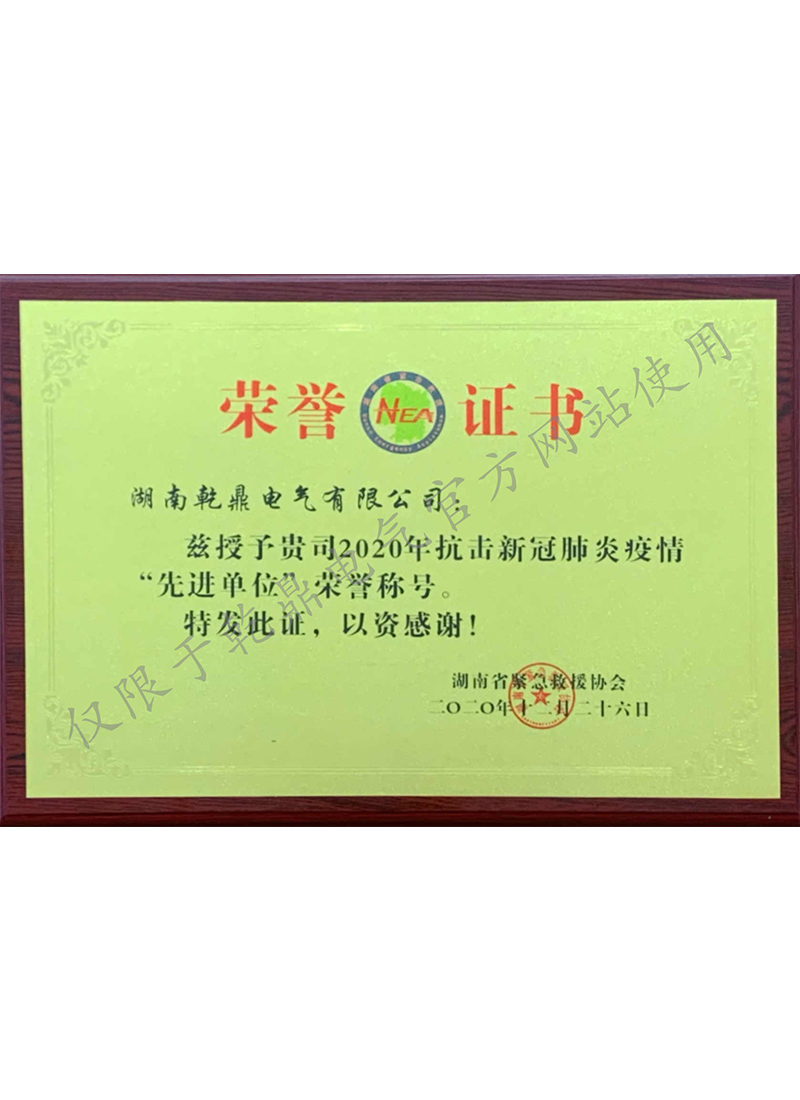 荣誉 NEA 证书
湖南乾鼎电气有限公司：
兹授予贵司2020年抗击新冠肺炎疫情
“先进单位”荣誉称号。
特发此证，以资感谢！
湖南省紧急救援协会
二〇二〇年十二月二十六日
仅限于乾鼎电气官方网站使用